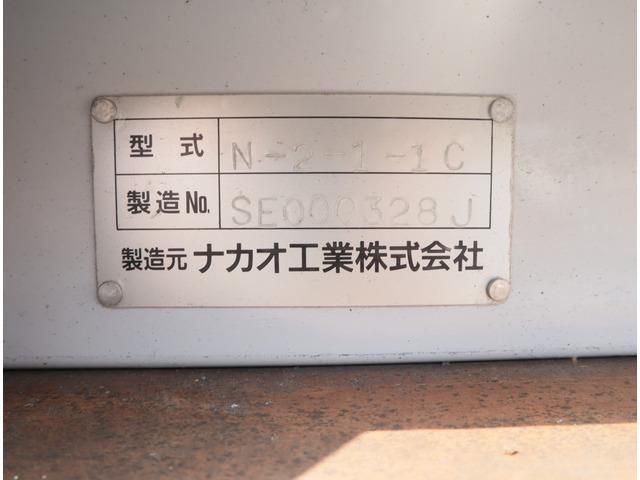 型式 N-2-1-1C
製造No. SE000328J
製造元 ナカオ工業株式会社